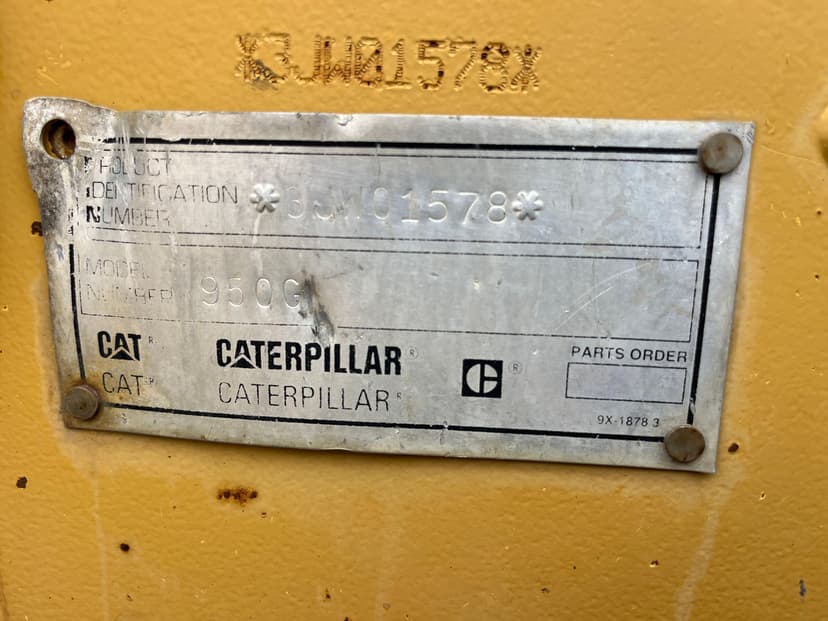 *3JW01578*
PRODUCT
IDENTIFICATION
NUMBER
*3JW01578*
MODEL
NUMBER
950G
CAT®
CATERPILLAR®
C®
PARTS ORDER
CAT®
CATERPILLAR®
9X-1878 3